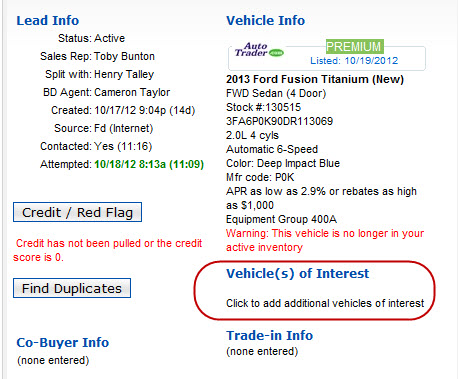 Lead Info
Status: Active
Sales Rep: Toby Bunton
Split with: Henry Talley
BD Agent: Cameron Taylor
Created: 10/17/12 9:04p (14d)
Source: Fd (Internet)
Contacted: Yes (11:16)
Attempted: 10/18/12 8:13a (11:09)
Credit / Red Flag
Credit has not been pulled or the credit
score is 0.
Find Duplicates
Co-Buyer Info
(none entered)
Vehicle Info
Auto
Trader .com
PREMIUM
Listed: 10/19/2012
2013 Ford Fusion Titanium (New)
FWD Sedan (4 Door)
Stock #:130515
3FA6P0K90DR113069
2.0L 4 cyls
Automatic 6-Speed
Color: Deep Impact Blue
Mfr code: P0K
APR as low as 2.9% or rebates as high
as $1,000
Equipment Group 400A
Warning: This vehicle is no longer in your
active inventory
Vehicle(s) of Interest
Click to add additional vehicles of interest
Trade-in Info
(none entered)